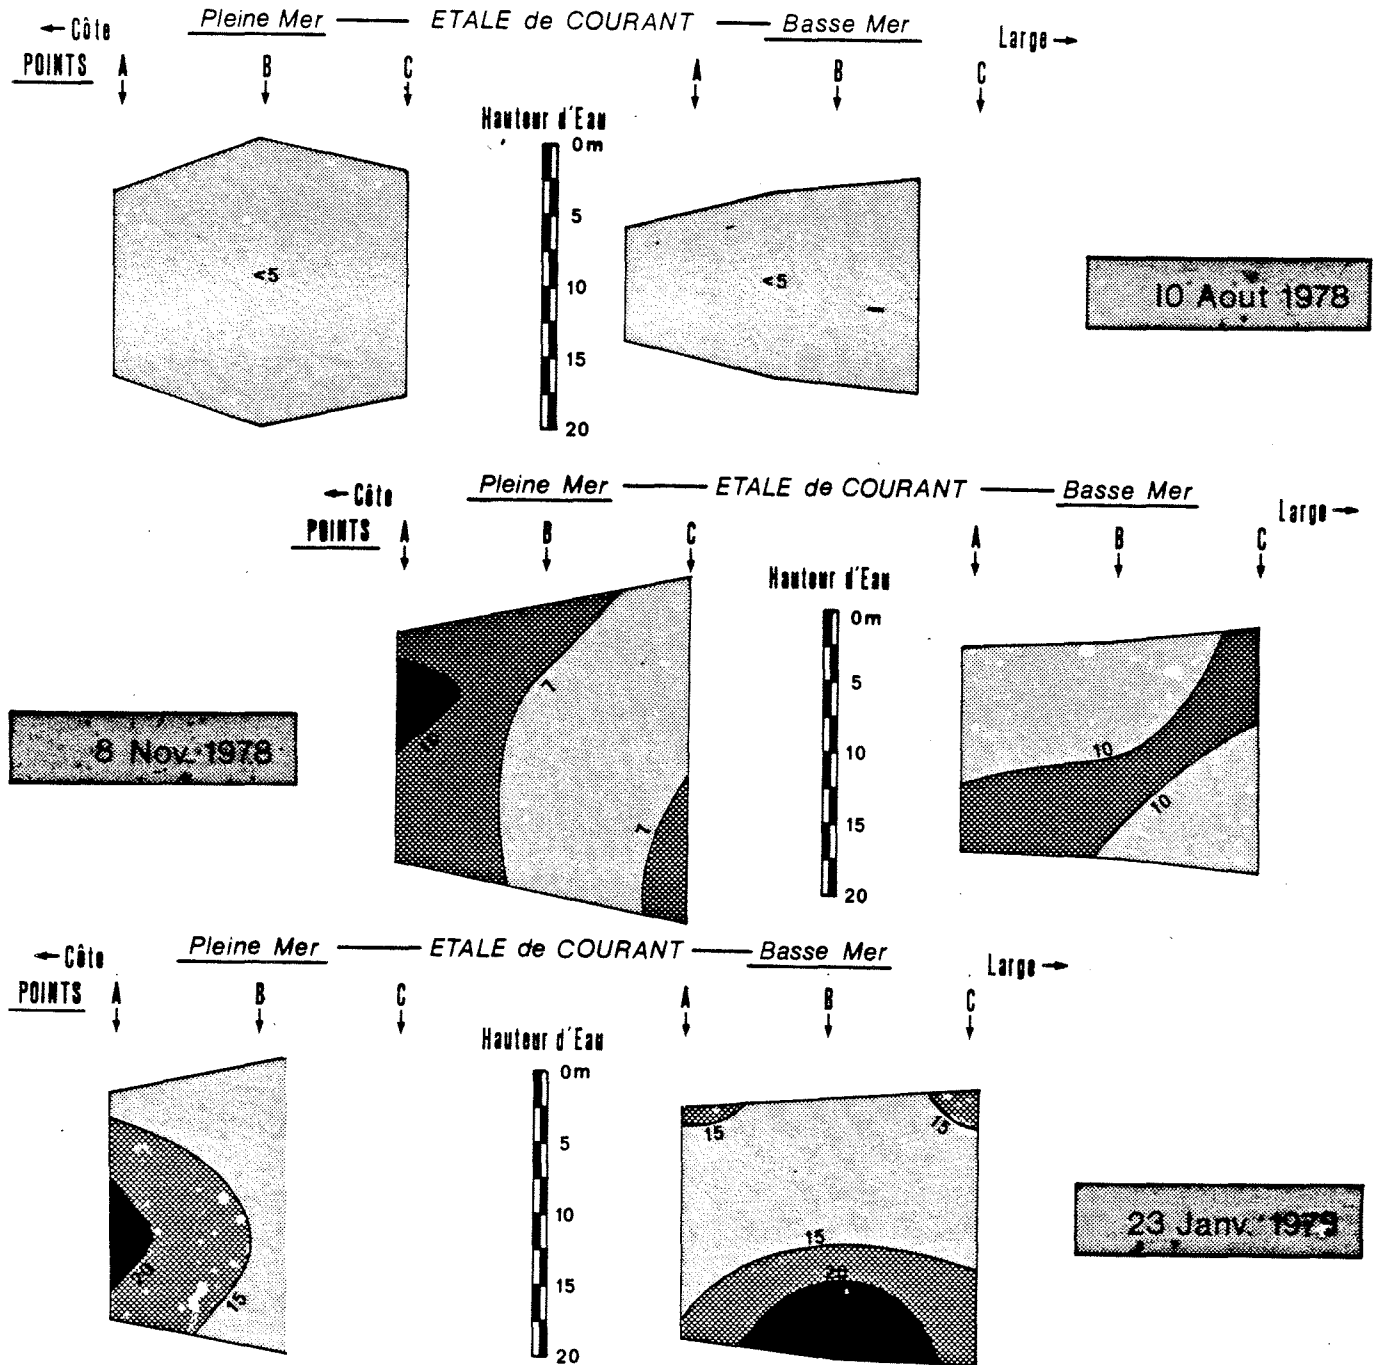 Pleine Mer — ETALE de COURANT — Basse Mer
← Côte Large →
POINTS A B C A B C
Hauteur d'Eau
0m
5
10
15
20
<5
<5
10 Aout 1978
Pleine Mer — ETALE de COURANT — Basse Mer
← Côte Large →
POINTS A B C A B C
Hauteur d'Eau
0m
5
10
15
20
7
7
10
10
8 Nov. 1978
Pleine Mer — ETALE de COURANT — Basse Mer
← Côte Large →
POINTS A B C A B C
Hauteur d'Eau
0m
5
10
15
20
20
15
15
15
15
20
23 Janv. 1979